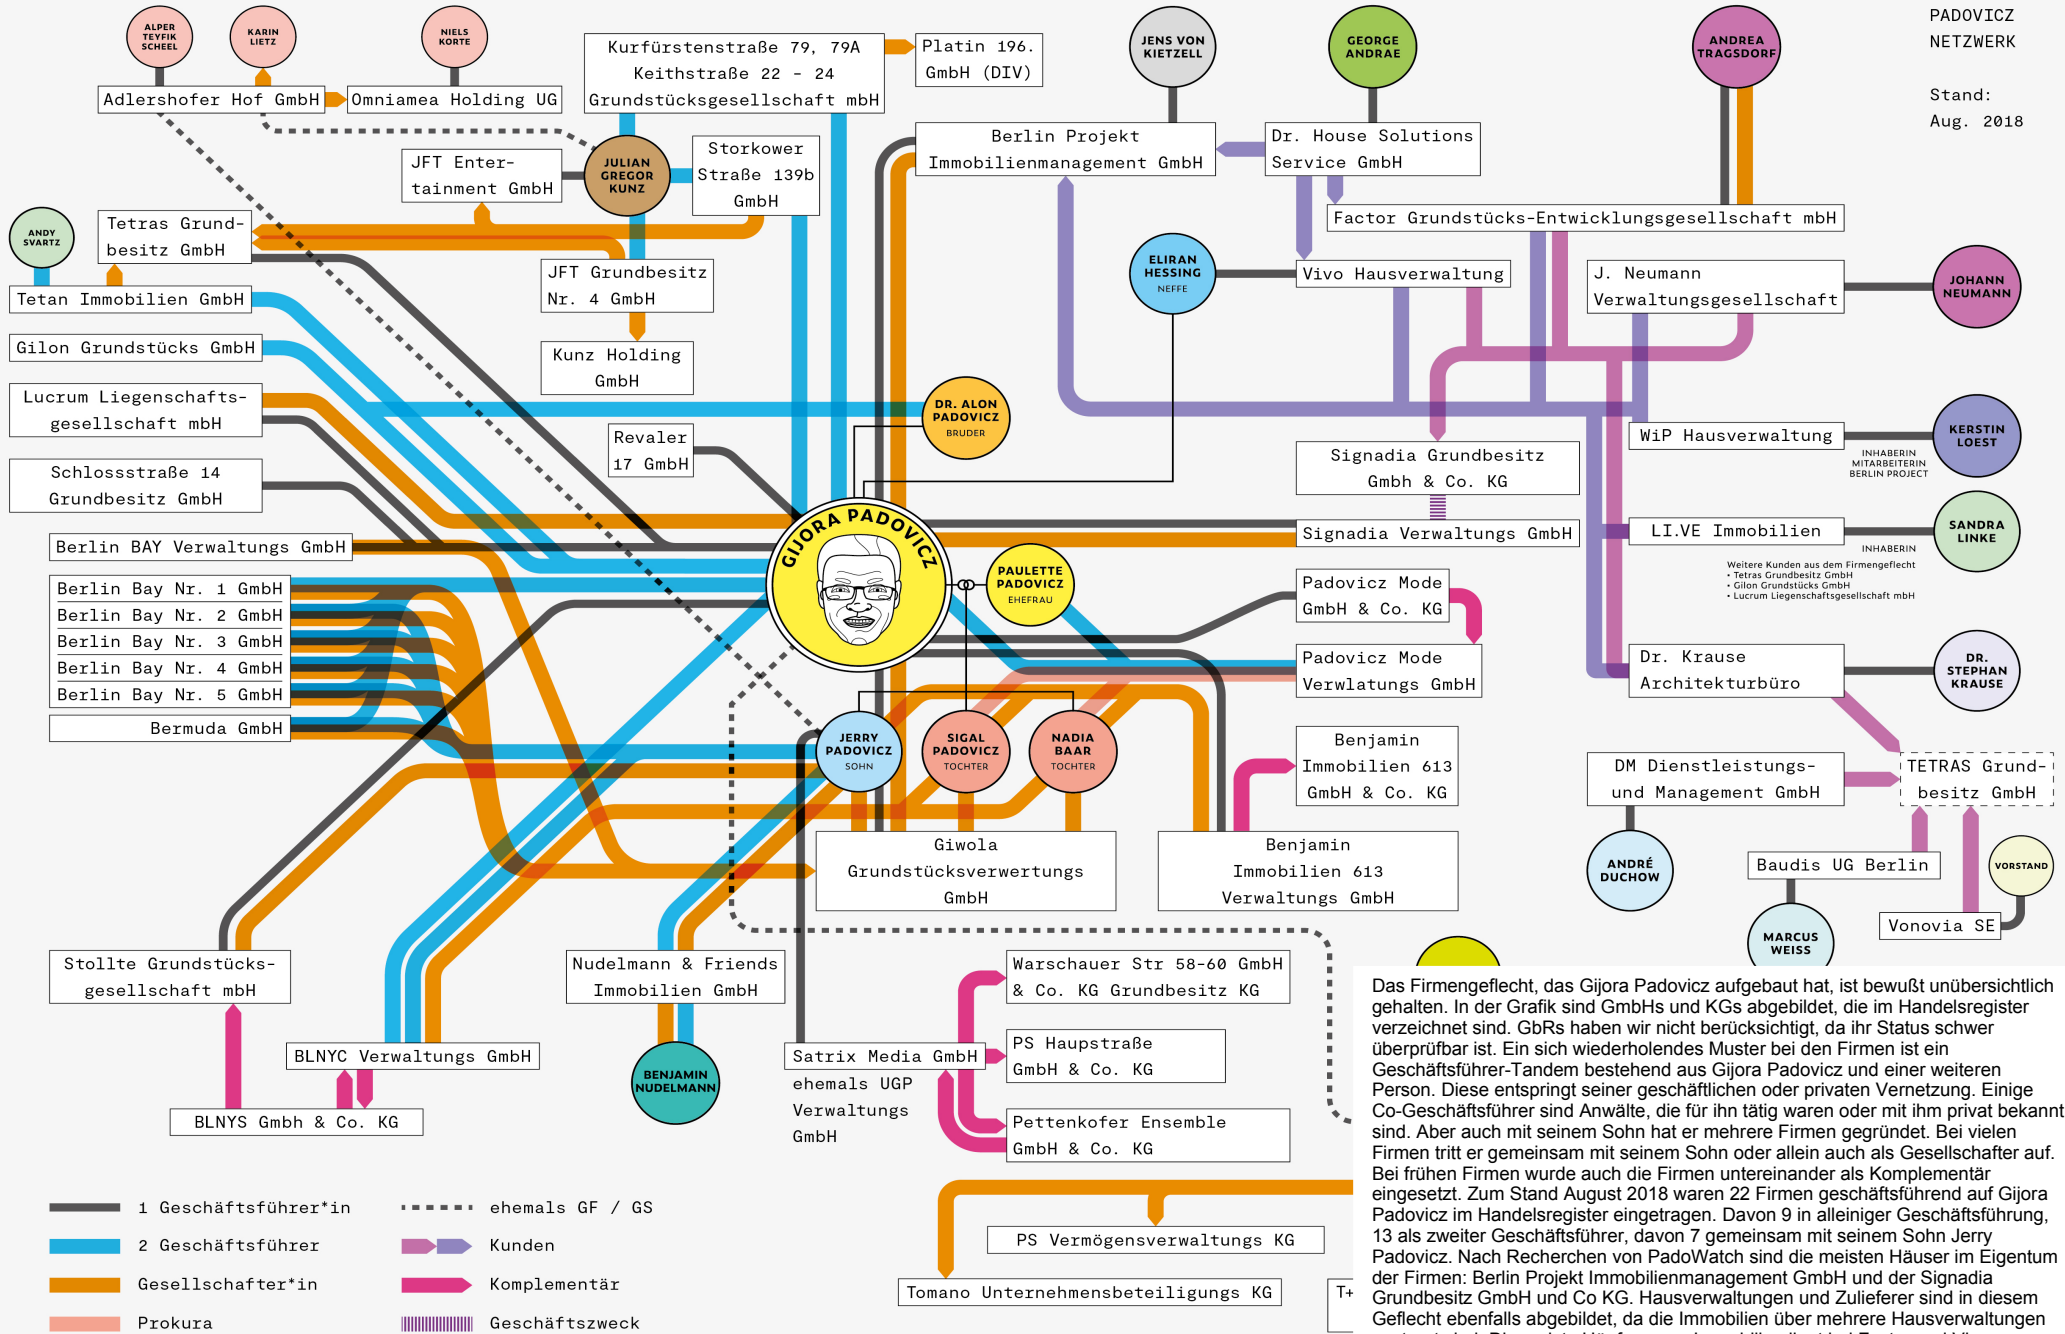 PADOVICZ
NETZWERK
Stand:
Aug. 2018
ALPER
TEYFIK
SCHEEL
KARIN
LIETZ
NIELS
KORTE
Adlershofer Hof GmbH
Omniamea Holding UG
Kurfürstenstraße 79, 79A
Keithstraße 22 - 24
Grundstücksgesellschaft mbH
Platin 196.
GmbH (DIV)
JENS VON
KIETZELL
GEORGE
ANDRAE
ANDREA
TRAGSDORF
JFT Enter-
tainment GmbH
JULIAN
GREGOR
KUNZ
Storkower
Straße 139b
GmbH
Berlin Projekt
Immobilienmanagement GmbH
Dr. House Solutions
Service GmbH
Factor Grundstücks-Entwicklungsgesellschaft mbH
ANDY
SVARTZ
Tetras Grund-
besitz GmbH
Tetan Immobilien GmbH
JFT Grundbesitz
Nr. 4 GmbH
ELIRAN
HESSING
NEFFE
Vivo Hausverwaltung
J. Neumann
Verwaltungsgesellschaft
JOHANN
NEUMANN
Gilon Grundstücks GmbH
Kunz Holding
GmbH
Lucrum Liegenschafts-
gesellschaft mbH
DR. ALON
PADOVICZ
BRUDER
Revaler
17 GmbH
Signadia Grundbesitz
Gmbh & Co. KG
WiP Hausverwaltung
INHABERIN
MITARBEITERIN
BERLIN PROJECT
KERSTIN
LOEST
Schlossstraße 14
Grundbesitz GmbH
GIJORA PADOVICZ
Signadia Verwaltungs GmbH
LI.VE Immobilien
INHABERIN
SANDRA
LINKE
Weitere Kunden aus dem Firmengeflecht
• Tetras Grundbesitz GmbH
• Gilon Grundstücks GmbH
• Lucrum Liegenschaftsgesellschaft mbH
Berlin BAY Verwaltungs GmbH
Berlin Bay Nr. 1 GmbH
Berlin Bay Nr. 2 GmbH
Berlin Bay Nr. 3 GmbH
Berlin Bay Nr. 4 GmbH
Berlin Bay Nr. 5 GmbH
Bermuda GmbH
PAULETTE
PADOVICZ
EHEFRAU
Padovicz Mode
GmbH & Co. KG
Padovicz Mode
Verwlatungs GmbH
Dr. Krause
Architekturbüro
DR.
STEPHAN
KRAUSE
JERRY
PADOVICZ
SOHN
SIGAL
PADOVICZ
TOCHTER
NADIA
BAAR
TOCHTER
Benjamin
Immobilien 613
GmbH & Co. KG
DM Dienstleistungs-
und Management GmbH
TETRAS Grund-
besitz GmbH
Giwola
Grundstücksverwertungs
GmbH
Benjamin
Immobilien 613
Verwaltungs GmbH
ANDRÉ
DUCHOW
Baudis UG Berlin
VORSTAND
MARCUS
WEISS
Vonovia SE
Stollte Grundstücks-
gesellschaft mbH
Nudelmann & Friends
Immobilien GmbH
Warschauer Str 58-60 GmbH
& Co. KG Grundbesitz KG
BLNYC Verwaltungs GmbH
BENJAMIN
NUDELMANN
Satrix Media GmbH
ehemals UGP
Verwaltungs
GmbH
PS Haupstraße
GmbH & Co. KG
BLNYS Gmbh & Co. KG
Pettenkofer Ensemble
GmbH & Co. KG
PS Vermögensverwaltungs KG
Tomano Unternehmensbeteiligungs KG
T+
1 Geschäftsführer*in
2 Geschäftsführer
Gesellschafter*in
Prokura
ehemals GF / GS
Kunden
Komplementär
Geschäftszweck
Das Firmengeflecht, das Gijora Padovicz aufgebaut hat, ist bewußt unübersichtlich
gehalten. In der Grafik sind GmbHs und KGs abgebildet, die im Handelsregister
verzeichnet sind. GbRs haben wir nicht berücksichtigt, da ihr Status schwer
überprüfbar ist. Ein sich wiederholendes Muster bei den Firmen ist ein
Geschäftsführer-Tandem bestehend aus Gijora Padovicz und einer weiteren
Person. Diese entspringt seiner geschäftlichen oder privaten Vernetzung. Einige
Co-Geschäftsführer sind Anwälte, die für ihn tätig waren oder mit ihm privat bekannt
sind. Aber auch mit seinem Sohn hat er mehrere Firmen gegründet. Bei vielen
Firmen tritt er gemeinsam mit seinem Sohn oder allein auch als Gesellschafter auf.
Bei frühen Firmen wurde auch die Firmen untereinander als Komplementär
eingesetzt. Zum Stand August 2018 waren 22 Firmen geschäftsführend auf Gijora
Padovicz im Handelsregister eingetragen. Davon 9 in alleiniger Geschäftsführung,
13 als zweiter Geschäftsführer, davon 7 gemeinsam mit seinem Sohn Jerry
Padovicz. Nach Recherchen von PadoWatch sind die meisten Häuser im Eigentum
der Firmen: Berlin Projekt Immobilienmanagement GmbH und der Signadia
Grundbesitz GmbH und Co KG. Hausverwaltungen und Zulieferer sind in diesem
Geflecht ebenfalls abgebildet, da die Immobilien über mehrere Hausverwaltungen